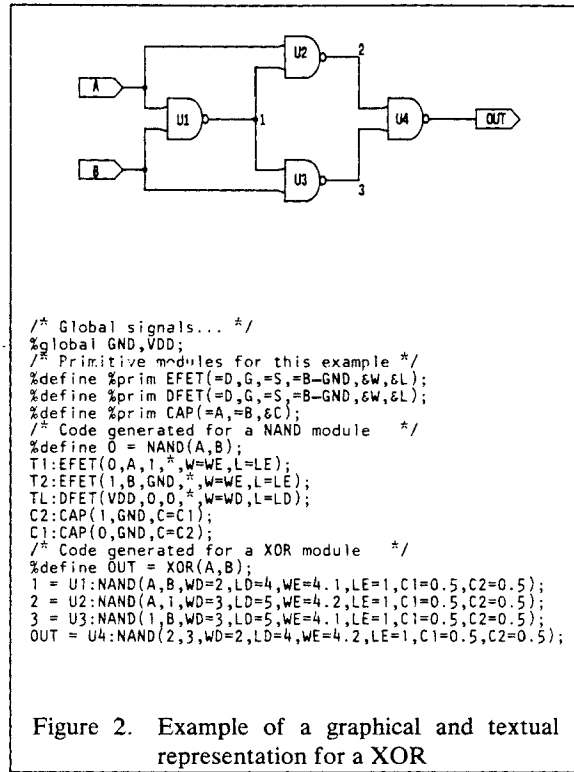 U2
2
A
U1
1
U4
OUT
B
U3
3
/* Global signals... */
%global GND,VDD;
/* Primitive modules for this example */
%define %prim EFET(=D,G,=S,=B—GND,&W,&L);
%define %prim DFET(=D,G,=S,=B—GND,&W,&L);
%define %prim CAP(=A,=B,&C);
/* Code generated for a NAND module */
%define O = NAND(A,B);
T1:EFET(O,A,1,*,W=WE,L=LE);
T2:EFET(1,B,GND,*,W=WE,L=LE);
TL:DFET(VDD,O,O,*,W=WD,L=LD);
C2:CAP(1,GND,C=C1);
C1:CAP(O,GND,C=C2);
/* Code generated for a XOR module */
%define OUT = XOR(A,B);
1 = U1:NAND(A,B,WD=2,LD=4,WE=4.1,LE=1,C1=0.5,C2=0.5);
2 = U2:NAND(A,1,WD=3,LD=5,WE=4.2,LE=1,C1=0.5,C2=0.5);
3 = U3:NAND(1,B,WD=3,LD=5,WE=4.1,LE=1,C1=0.5,C2=0.5);
OUT = U4:NAND(2,3,WD=2,LD=4,WE=4.2,LE=1,C1=0.5,C2=0.5);
Figure 2. Example of a graphical and textual
representation for a XOR